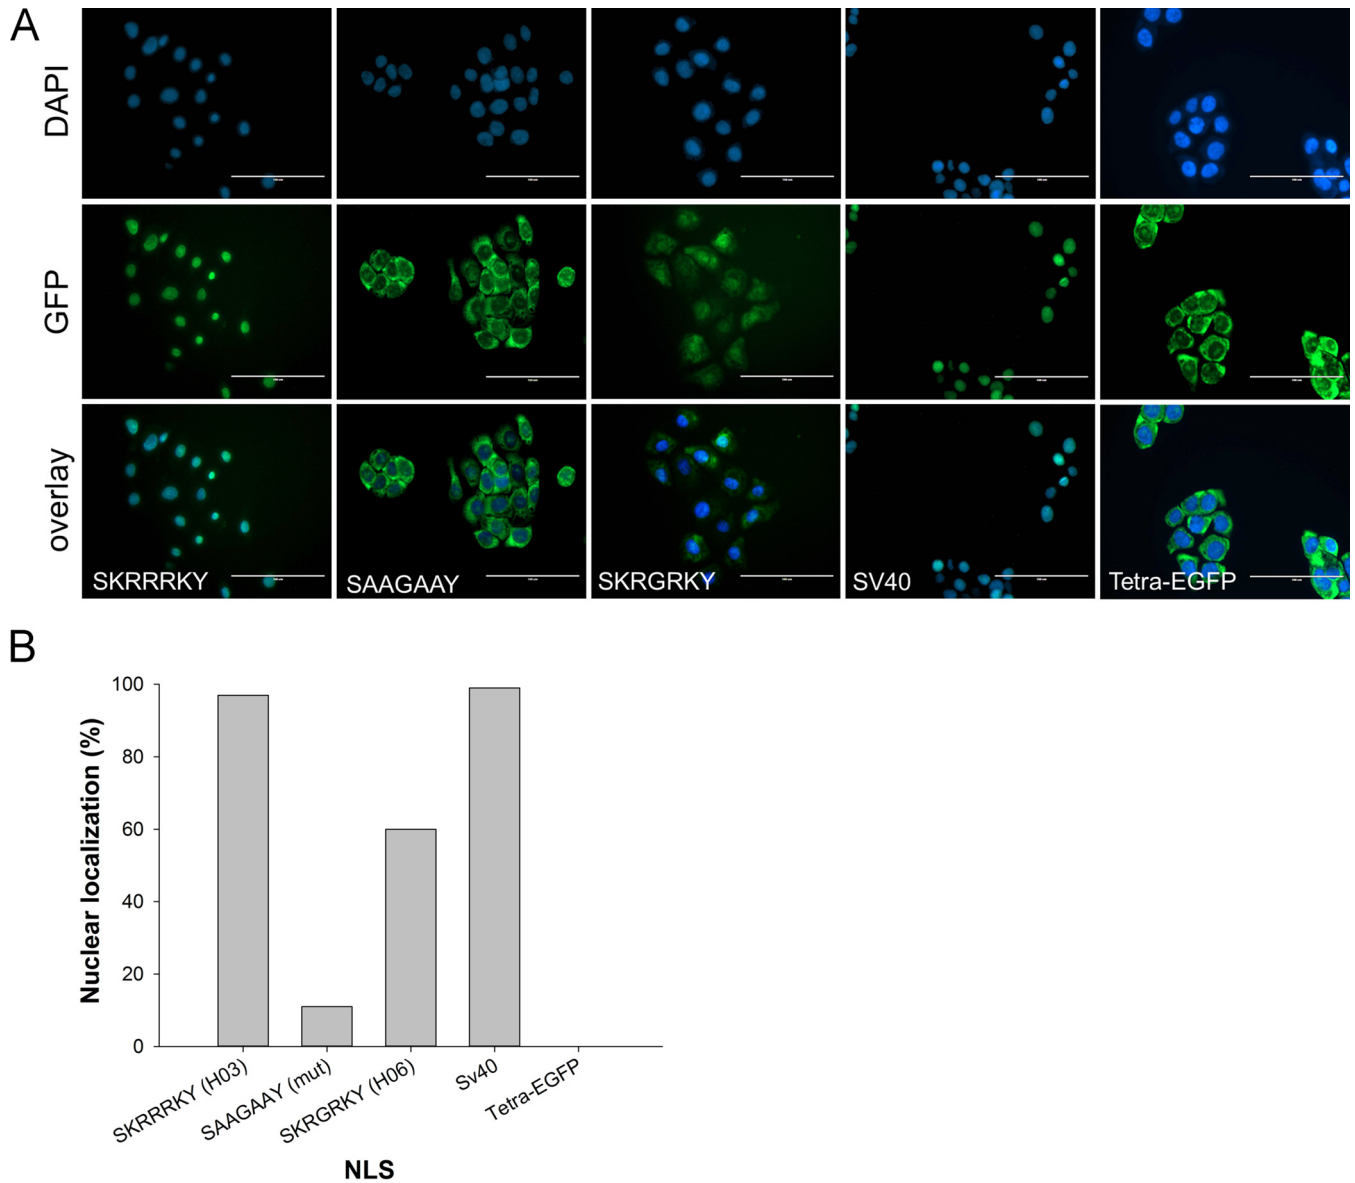 A
DAPI
GFP
overlay
SKRRRKY
SAAGAAY
SKRGRKY
SV40
Tetra-EGFP
B
Nuclear localization (%)
100
80
60
40
20
0
SKRRRKY (H03)
SAAGAAY (mut)
SKRGRKY (H06)
Sv40
Tetra-EGFP
NLS